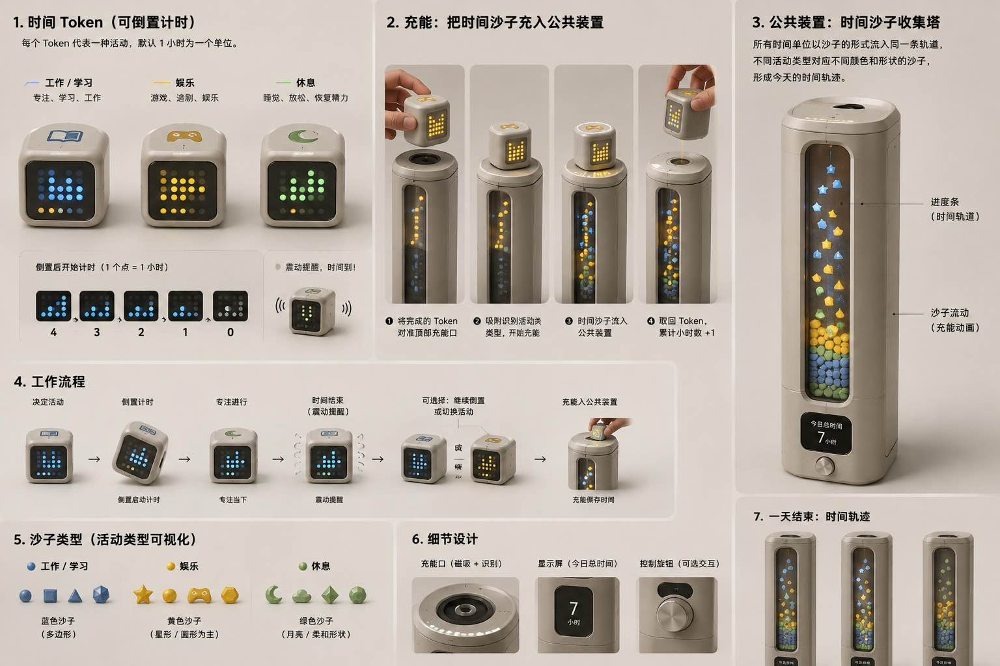 1. 时间 Token（可倒置计时）
每个 Token 代表一种活动，默认 1 小时为一个单位。
工作 / 学习
专注、学习、工作
娱乐
游戏、追剧、娱乐
休息
睡觉、放松、恢复精力
倒置后开始计时（1 个点 = 1 小时）
4
3
2
1
0
震动提醒，时间到！
2. 充能：把时间沙子充入公共装置
❶ 将完成的 Token
对准顶部充能口
❷ 吸附识别活动类
类型，开始充能
❸ 时间沙子流入
公共装置
❹ 取回 Token，
累计小时数 +1
3. 公共装置：时间沙子收集塔
所有时间单位以沙子的形式流入同一条轨道，
不同活动类型对应不同颜色和形状的沙子，
形成今天的时间轨迹。
进度条
（时间轨道）
沙子流动
（充能动画）
今日总时间
7 小时
4. 工作流程
决定活动
倒置计时
倒置启动计时
专注进行
专注当下
时间结束
（震动提醒）
震动提醒
可选择：继续倒置
或切换活动
充能入公共装置
充能保存时间
5. 沙子类型（活动类型可视化）
工作 / 学习
蓝色沙子
（多边形）
娱乐
黄色沙子
（星形 / 圆形为主）
休息
绿色沙子
（月亮 / 柔和形状）
6. 细节设计
充能口（磁吸 + 识别）
显示屏（今日总时间）
7
小时
控制旋钮（可选交互）
7. 一天结束：时间轨迹